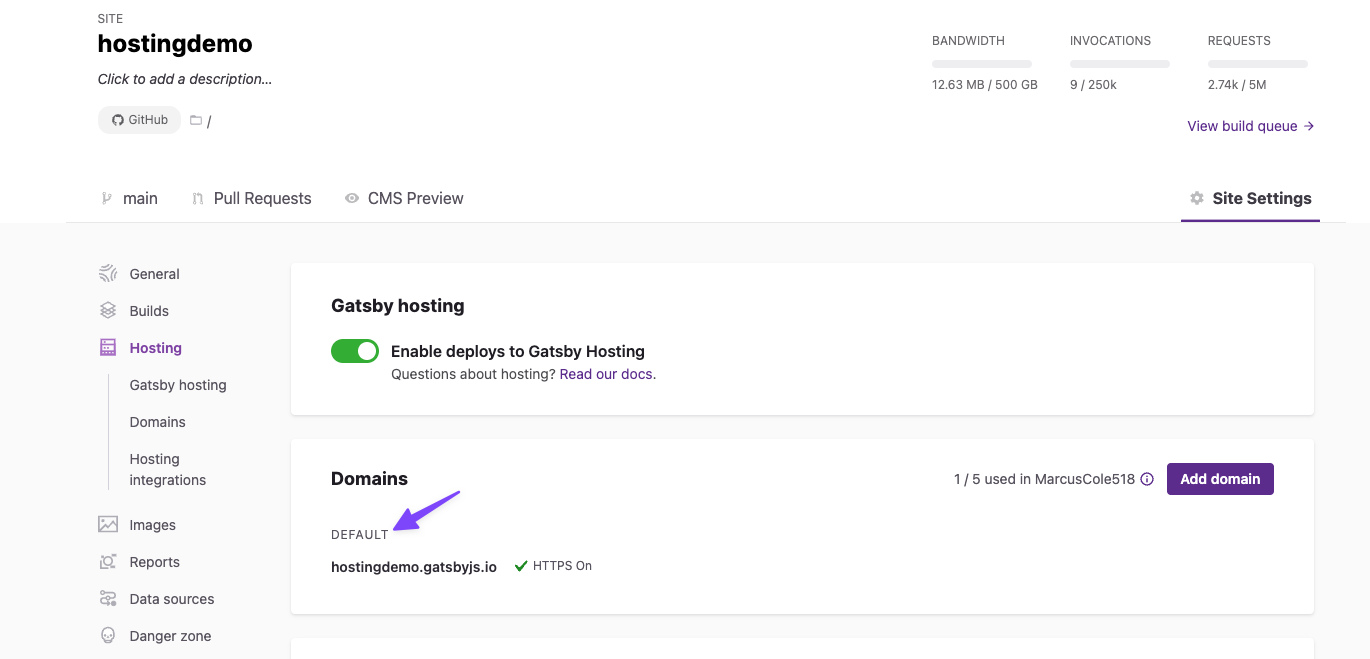 SITE
hostingdemo
Click to add a description...
GitHub /
BANDWIDTH INVOCATIONS REQUESTS
12.63 MB / 500 GB 9 / 250k 2.74k / 5M
View build queue →
main Pull Requests CMS Preview Site Settings
General
Builds
Hosting
Gatsby hosting
Domains
Hosting
integrations
Images
Reports
Data sources
Danger zone
Gatsby hosting
Enable deploys to Gatsby Hosting
Questions about hosting? Read our docs.
Domains 1 / 5 used in MarcusCole518 Add domain
DEFAULT
hostingdemo.gatsbyjs.io HTTPS On